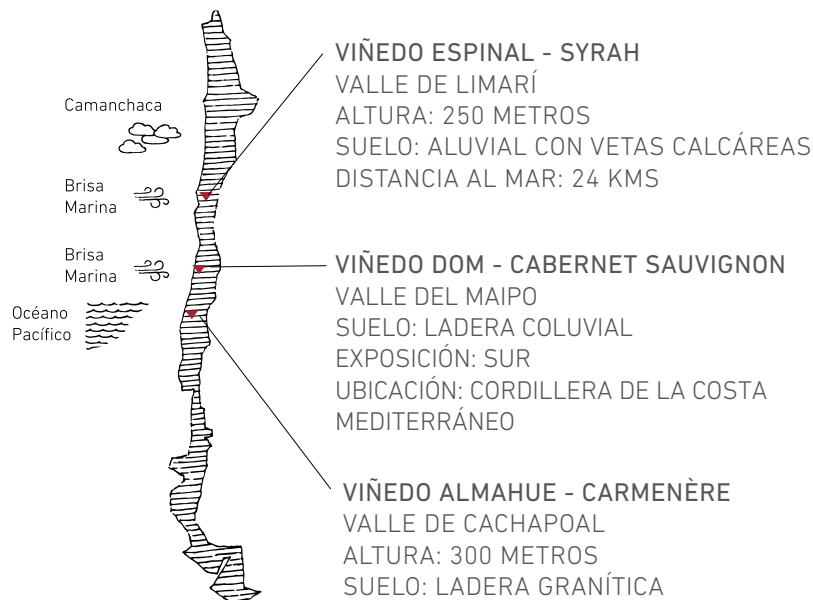 Camanchaca
Brisa
Marina
Brisa
Marina
Océano
Pacífico
VIÑEDO ESPINAL - SYRAH
VALLE DE LIMARÍ
ALTURA: 250 METROS
SUELO: ALUVIAL CON VETAS CALCÁREAS
DISTANCIA AL MAR: 24 KMS
VIÑEDO DOM - CABERNET SAUVIGNON
VALLE DEL MAIPO
SUELO: LADERA COLUVIAL
EXPOSICIÓN: SUR
UBICACIÓN: CORDILLERA DE LA COSTA
MEDITERRÁNEO
VIÑEDO ALMAHUE - CARMENÈRE
VALLE DE CACHAPOAL
ALTURA: 300 METROS
SUELO: LADERA GRANÍTICA